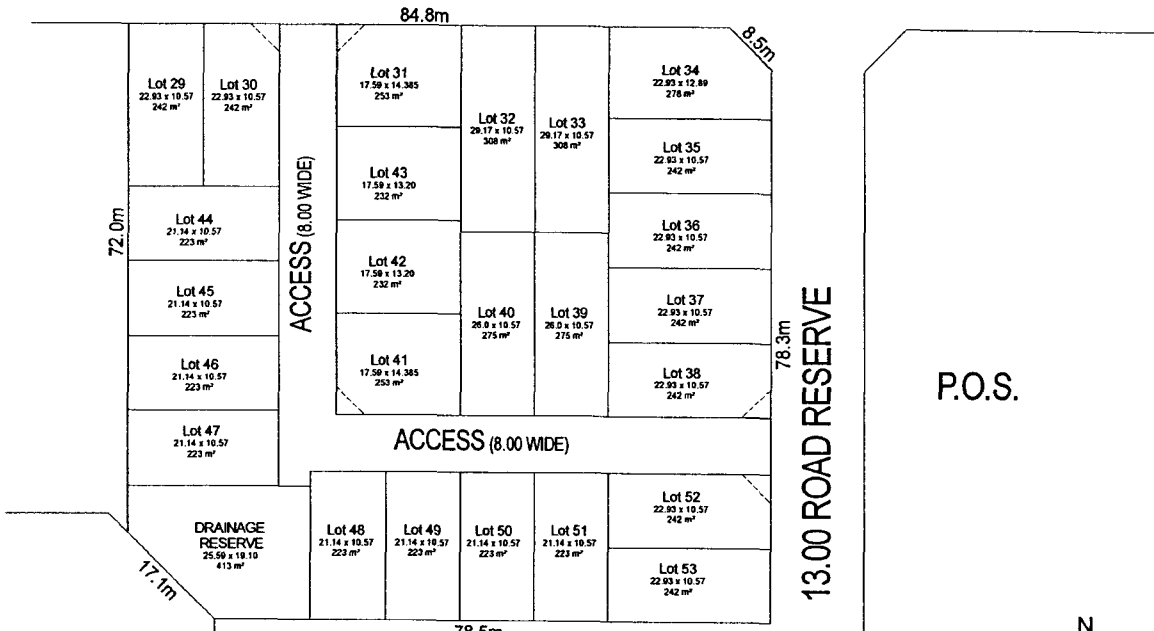 84.8m
8.5m
Lot 29
22.93 x 10.57
242 m²
Lot 30
22.93 x 10.57
242 m²
Lot 31
17.59 x 14.385
253 m²
Lot 32
29.17 x 10.57
308 m²
Lot 33
29.17 x 10.57
308 m²
Lot 34
22.93 x 12.89
278 m²
Lot 35
22.93 x 10.57
242 m²
Lot 43
17.59 x 13.20
232 m²
Lot 44
21.14 x 10.57
223 m²
72.0m
ACCESS (8.00 WIDE)
Lot 36
22.93 x 10.57
242 m²
Lot 42
17.59 x 13.20
232 m²
Lot 45
21.14 x 10.57
223 m²
Lot 37
22.93 x 10.57
242 m²
Lot 40
26.0 x 10.57
275 m²
Lot 39
26.0 x 10.57
275 m²
Lot 46
21.14 x 10.57
223 m²
Lot 41
17.59 x 14.385
253 m²
Lot 38
22.93 x 10.57
242 m²
78.3m
13.00 ROAD RESERVE
P.O.S.
Lot 47
21.14 x 10.57
223 m²
ACCESS (8.00 WIDE)
DRAINAGE
RESERVE
25.59 x 19.10
413 m²
Lot 48
21.14 x 10.57
223 m²
Lot 49
21.14 x 10.57
223 m²
Lot 50
21.14 x 10.57
223 m²
Lot 51
21.14 x 10.57
223 m²
Lot 52
22.93 x 10.57
242 m²
Lot 53
22.93 x 10.57
242 m²
17.1m
78.5m
N